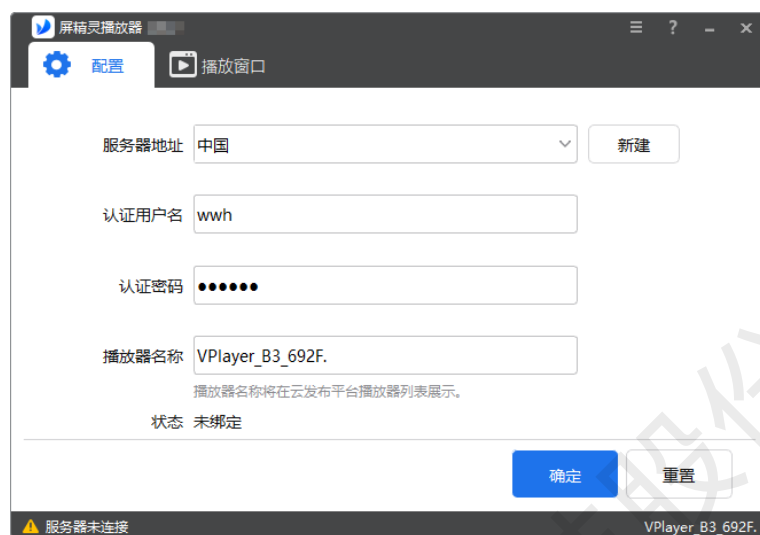 屏精灵播放器
配置
播放窗口
服务器地址 中国 新建
认证用户名 wwh
认证密码 ●●●●●●
播放器名称 VPlayer_B3_692F.
播放器名称将在云发布平台播放器列表展示。
状态 未绑定
确定 重置
服务器未连接 VPlayer_B3_692F.
股份